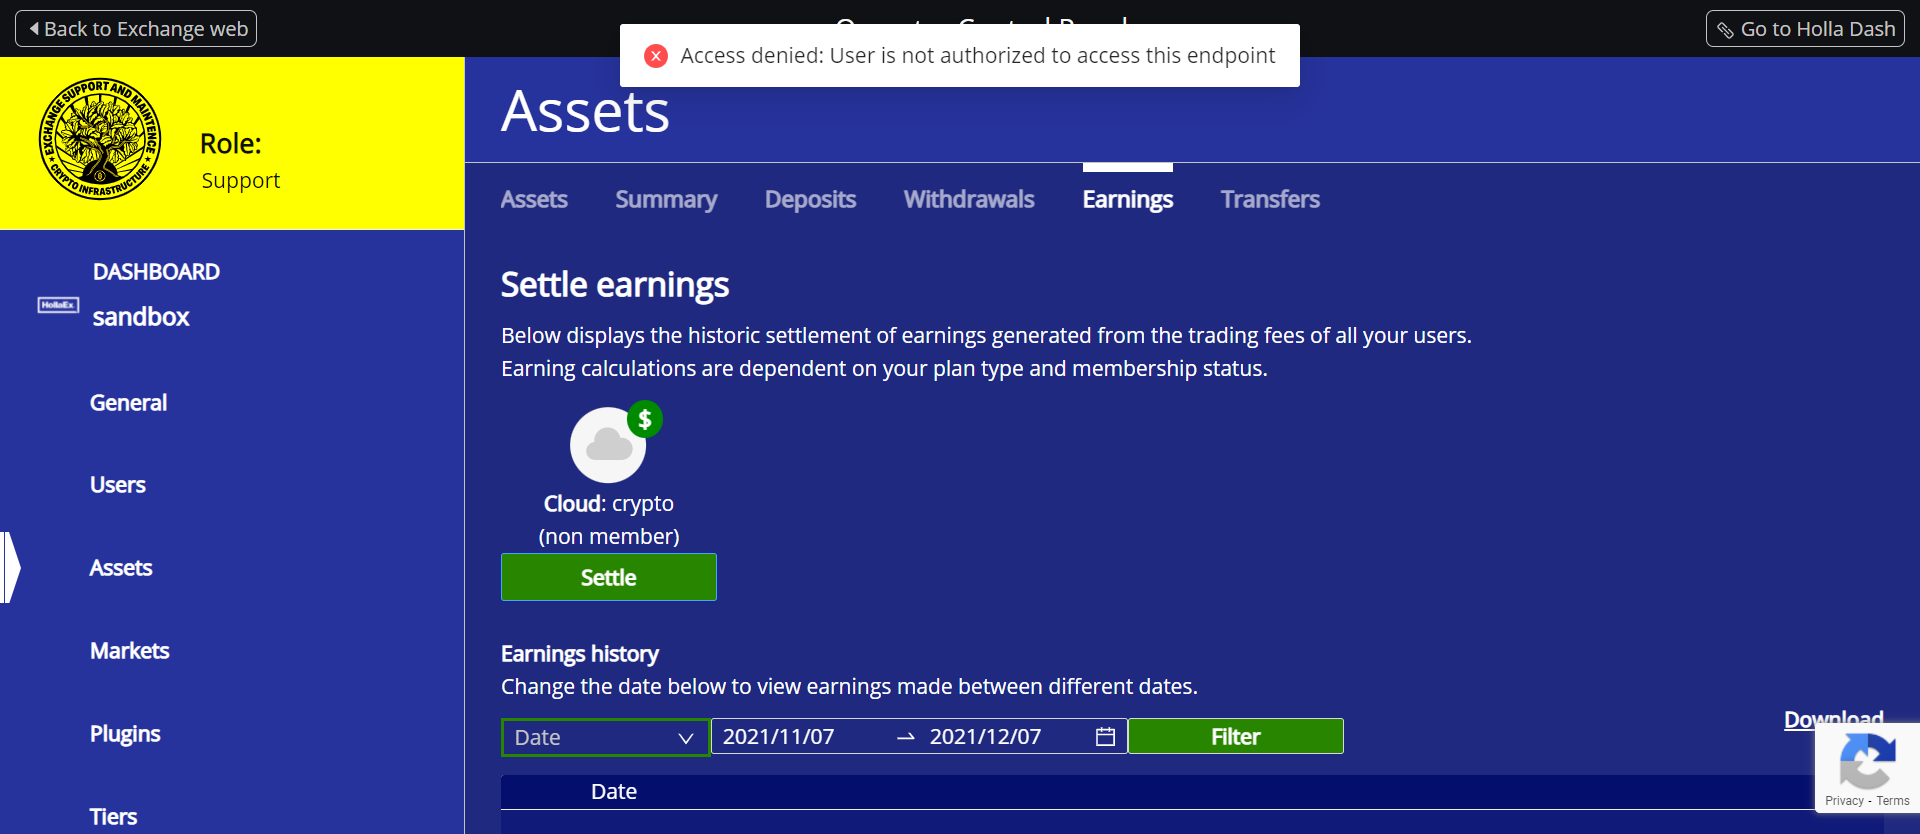 Back to Exchange web
Go to Holla Dash
Access denied: User is not authorized to access this endpoint
EXCHANGE SUPPORT AND MAINTENCE
CRYPTO INFRASTRUCTURE
Role:
Support
Assets
Assets
Summary
Deposits
Withdrawals
Earnings
Transfers
DASHBOARD
HollaEx
sandbox
General
Users
Assets
Markets
Plugins
Tiers
Settle earnings
Below displays the historic settlement of earnings generated from the trading fees of all your users.
Earning calculations are dependent on your plan type and membership status.
$
Cloud: crypto
(non member)
Settle
Earnings history
Change the date below to view earnings made between different dates.
Date
2021/11/07
2021/12/07
Filter
Download
Date
Privacy - Terms